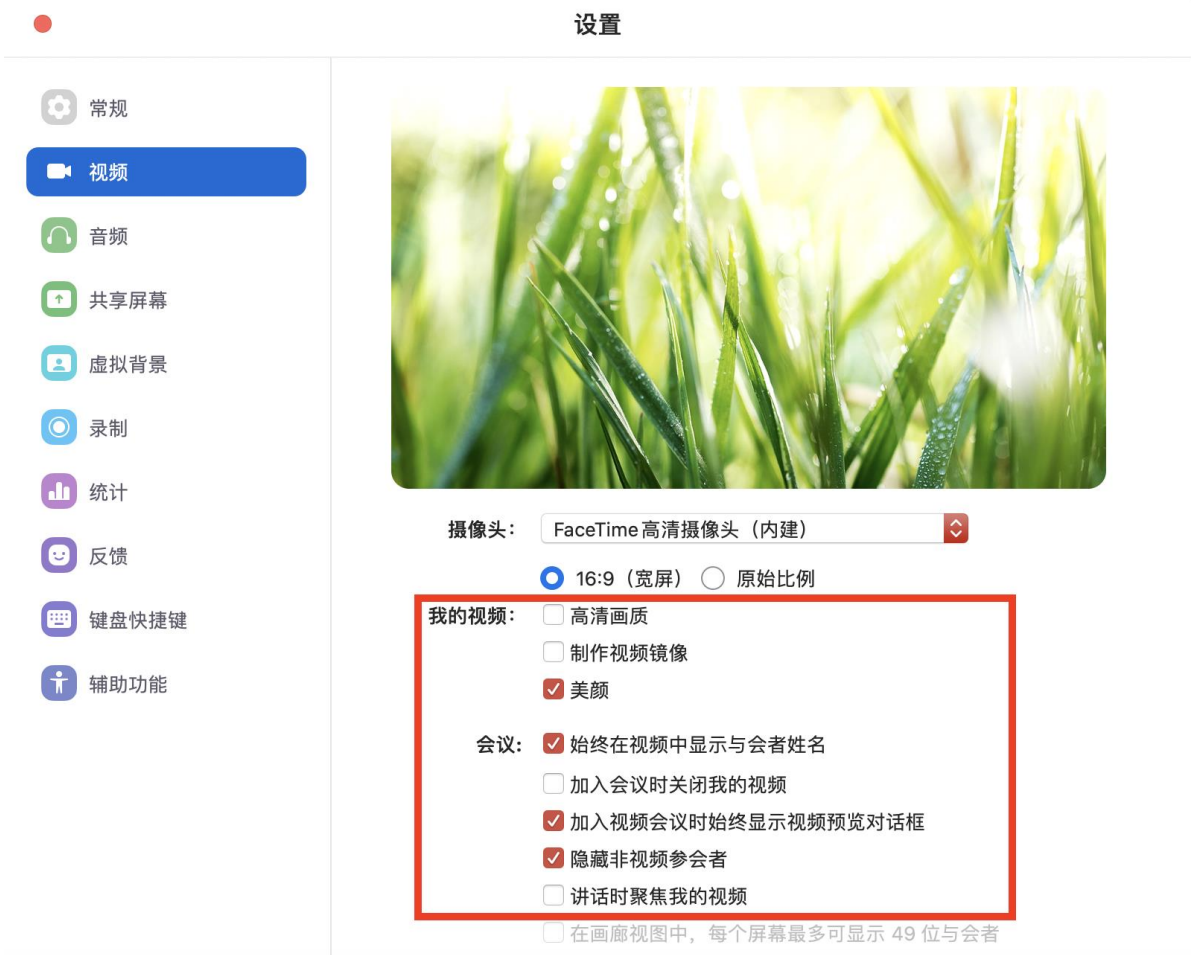 设置
常规
视频
音频
共享屏幕
虚拟背景
录制
统计
反馈
键盘快捷键
辅助功能
摄像头： FaceTime高清摄像头（内建）
16:9（宽屏） 原始比例
我的视频： 高清画质
制作视频镜像
美颜
会议： 始终在视频中显示与会者姓名
加入会议时关闭我的视频
加入视频会议时始终显示视频预览对话框
隐藏非视频参会者
讲话时聚焦我的视频
在画廊视图中，每个屏幕最多可显示 49 位与会者